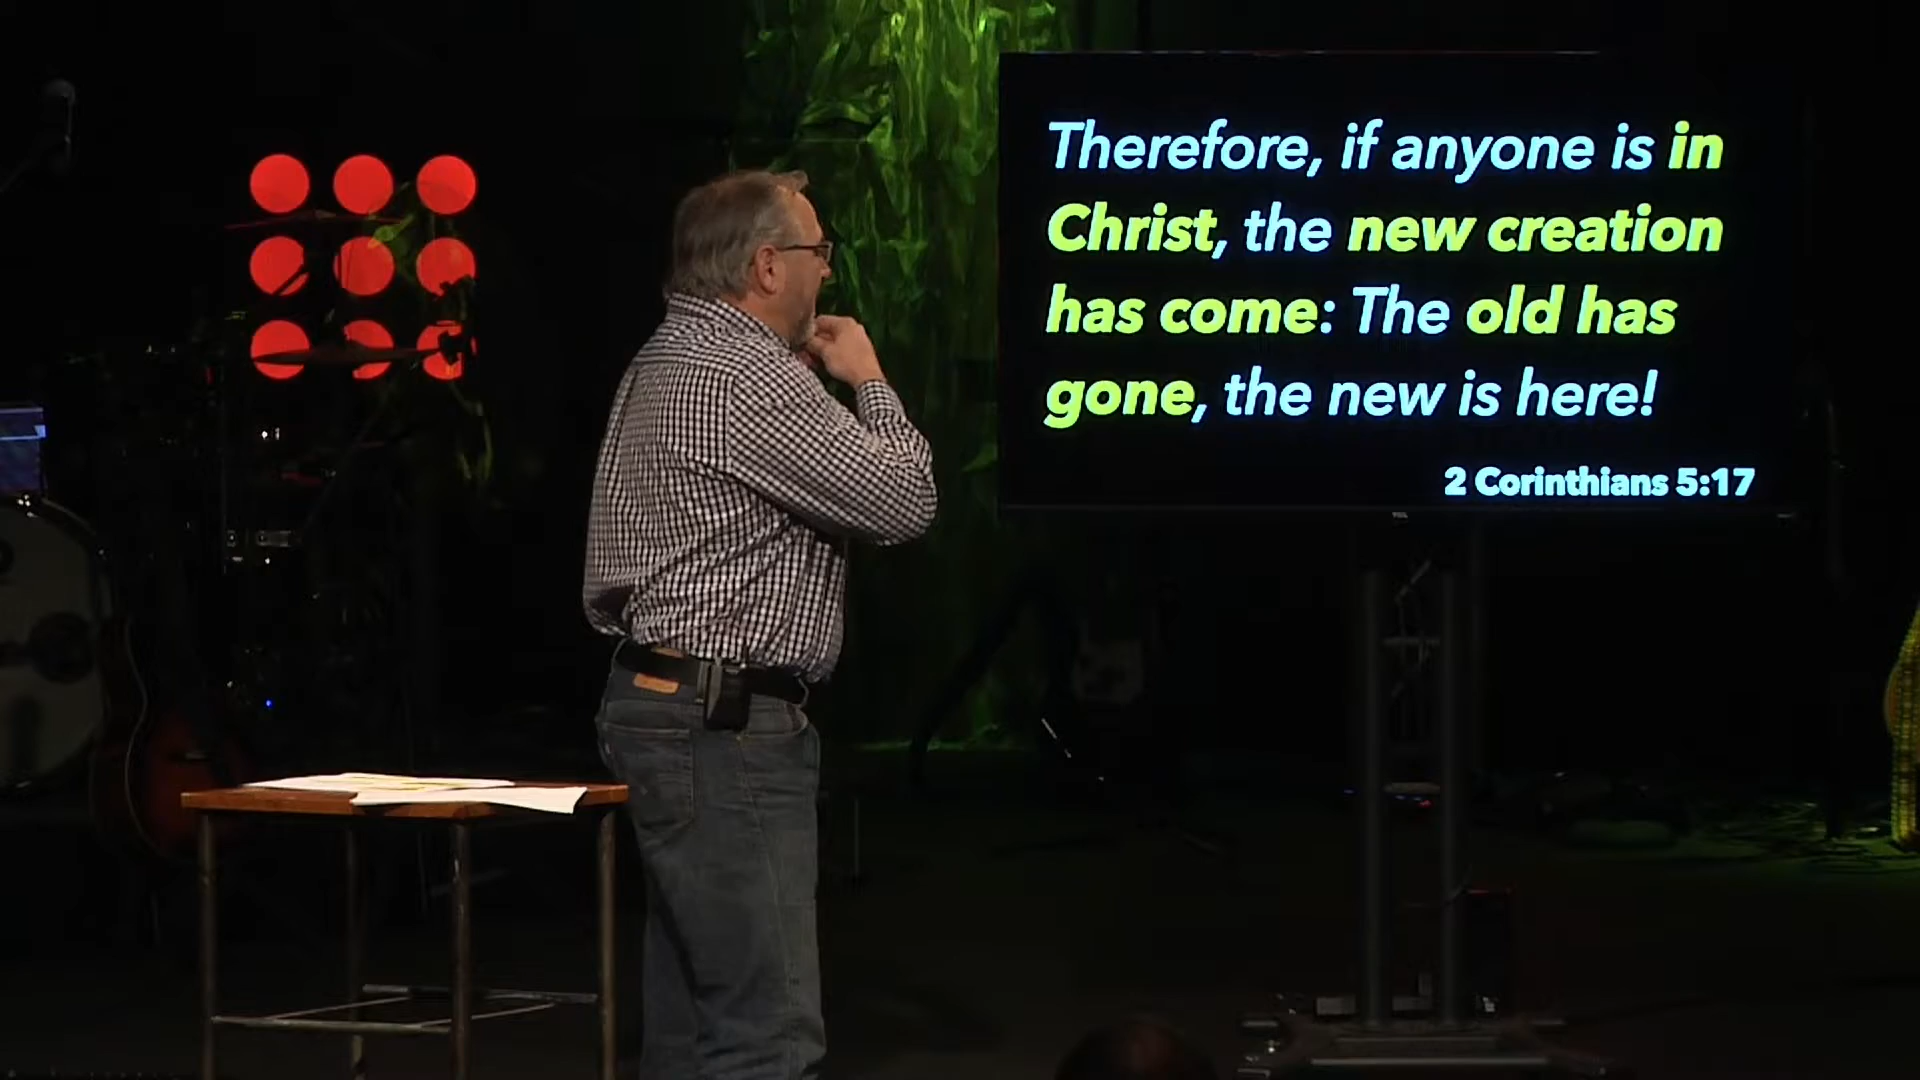 Therefore, if anyone is in
Christ, the new creation
has come: The old has
gone, the new is here!
2 Corinthians 5:17